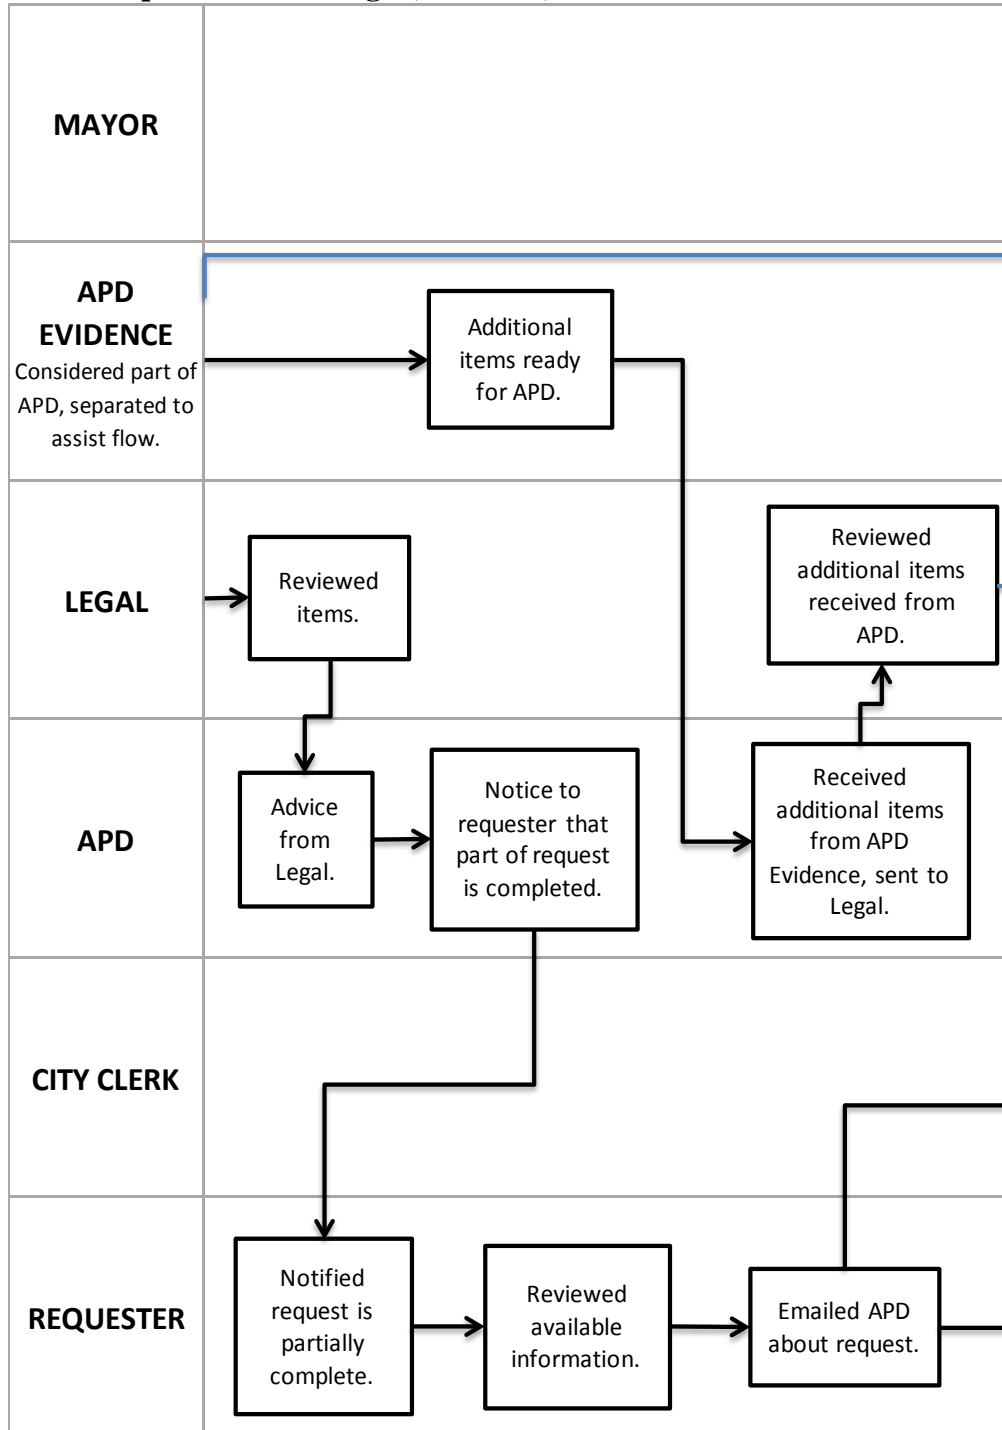 MAYOR
APD
EVIDENCE
Considered part of
APD, separated to
assist flow.
Additional
items ready
for APD.
LEGAL
Reviewed
items.
Reviewed
additional items
received from
APD.
APD
Advice
from
Legal.
Notice to
requester that
part of request
is completed.
Received
additional items
from APD
Evidence, sent to
Legal.
CITY CLERK
REQUESTER
Notified
request is
partially
complete.
Reviewed
available
information.
Emailed APD
about request.